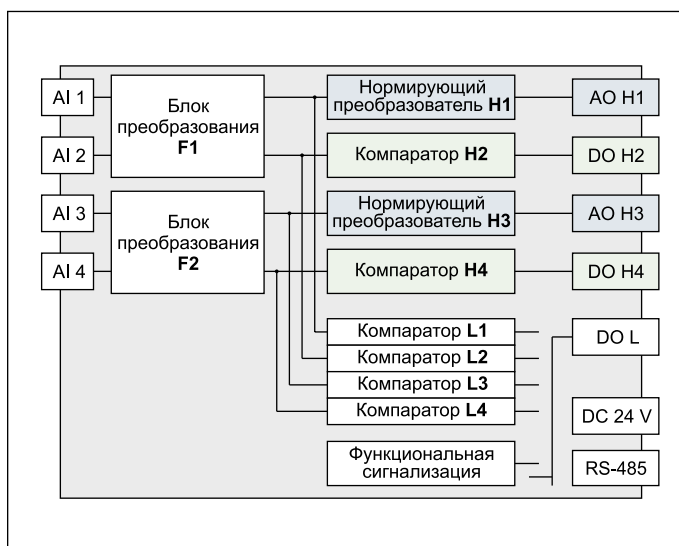 AI 1
AI 2
AI 3
AI 4
Блок
преобразования
F1
Блок
преобразования
F2
Нормирующий
преобразователь H1
Компаратор H2
Нормирующий
преобразователь H3
Компаратор H4
Компаратор L1
Компаратор L2
Компаратор L3
Компаратор L4
Функциональная
сигнализация
AO H1
DO H2
AO H3
DO H4
DO L
DC 24 V
RS-485